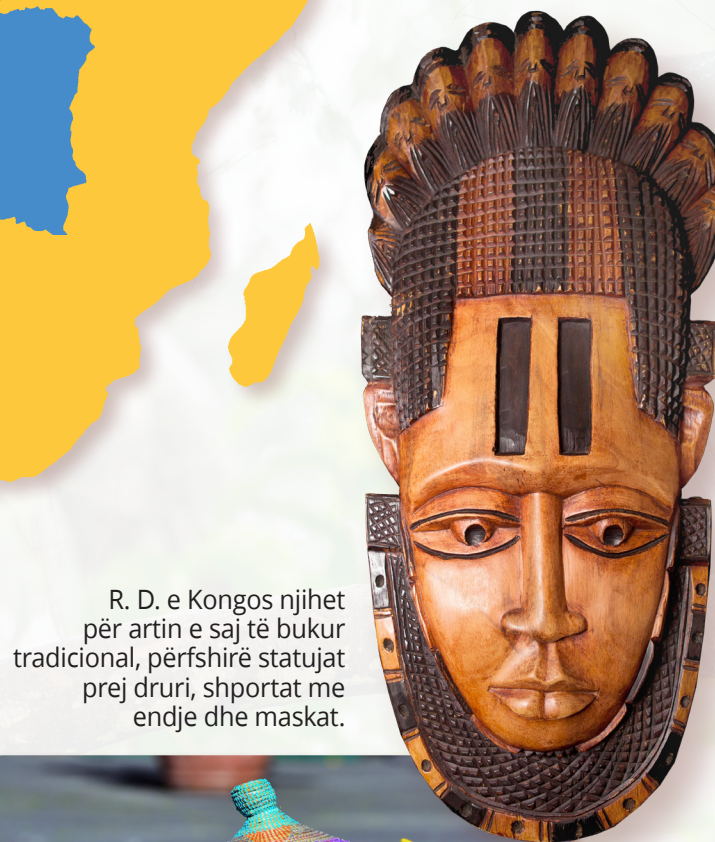 R. D. e Kongos njihet
për artin e saj të bukur
tradicional, përfshirë statujat
prej druri, shportat me
endje dhe maskat.